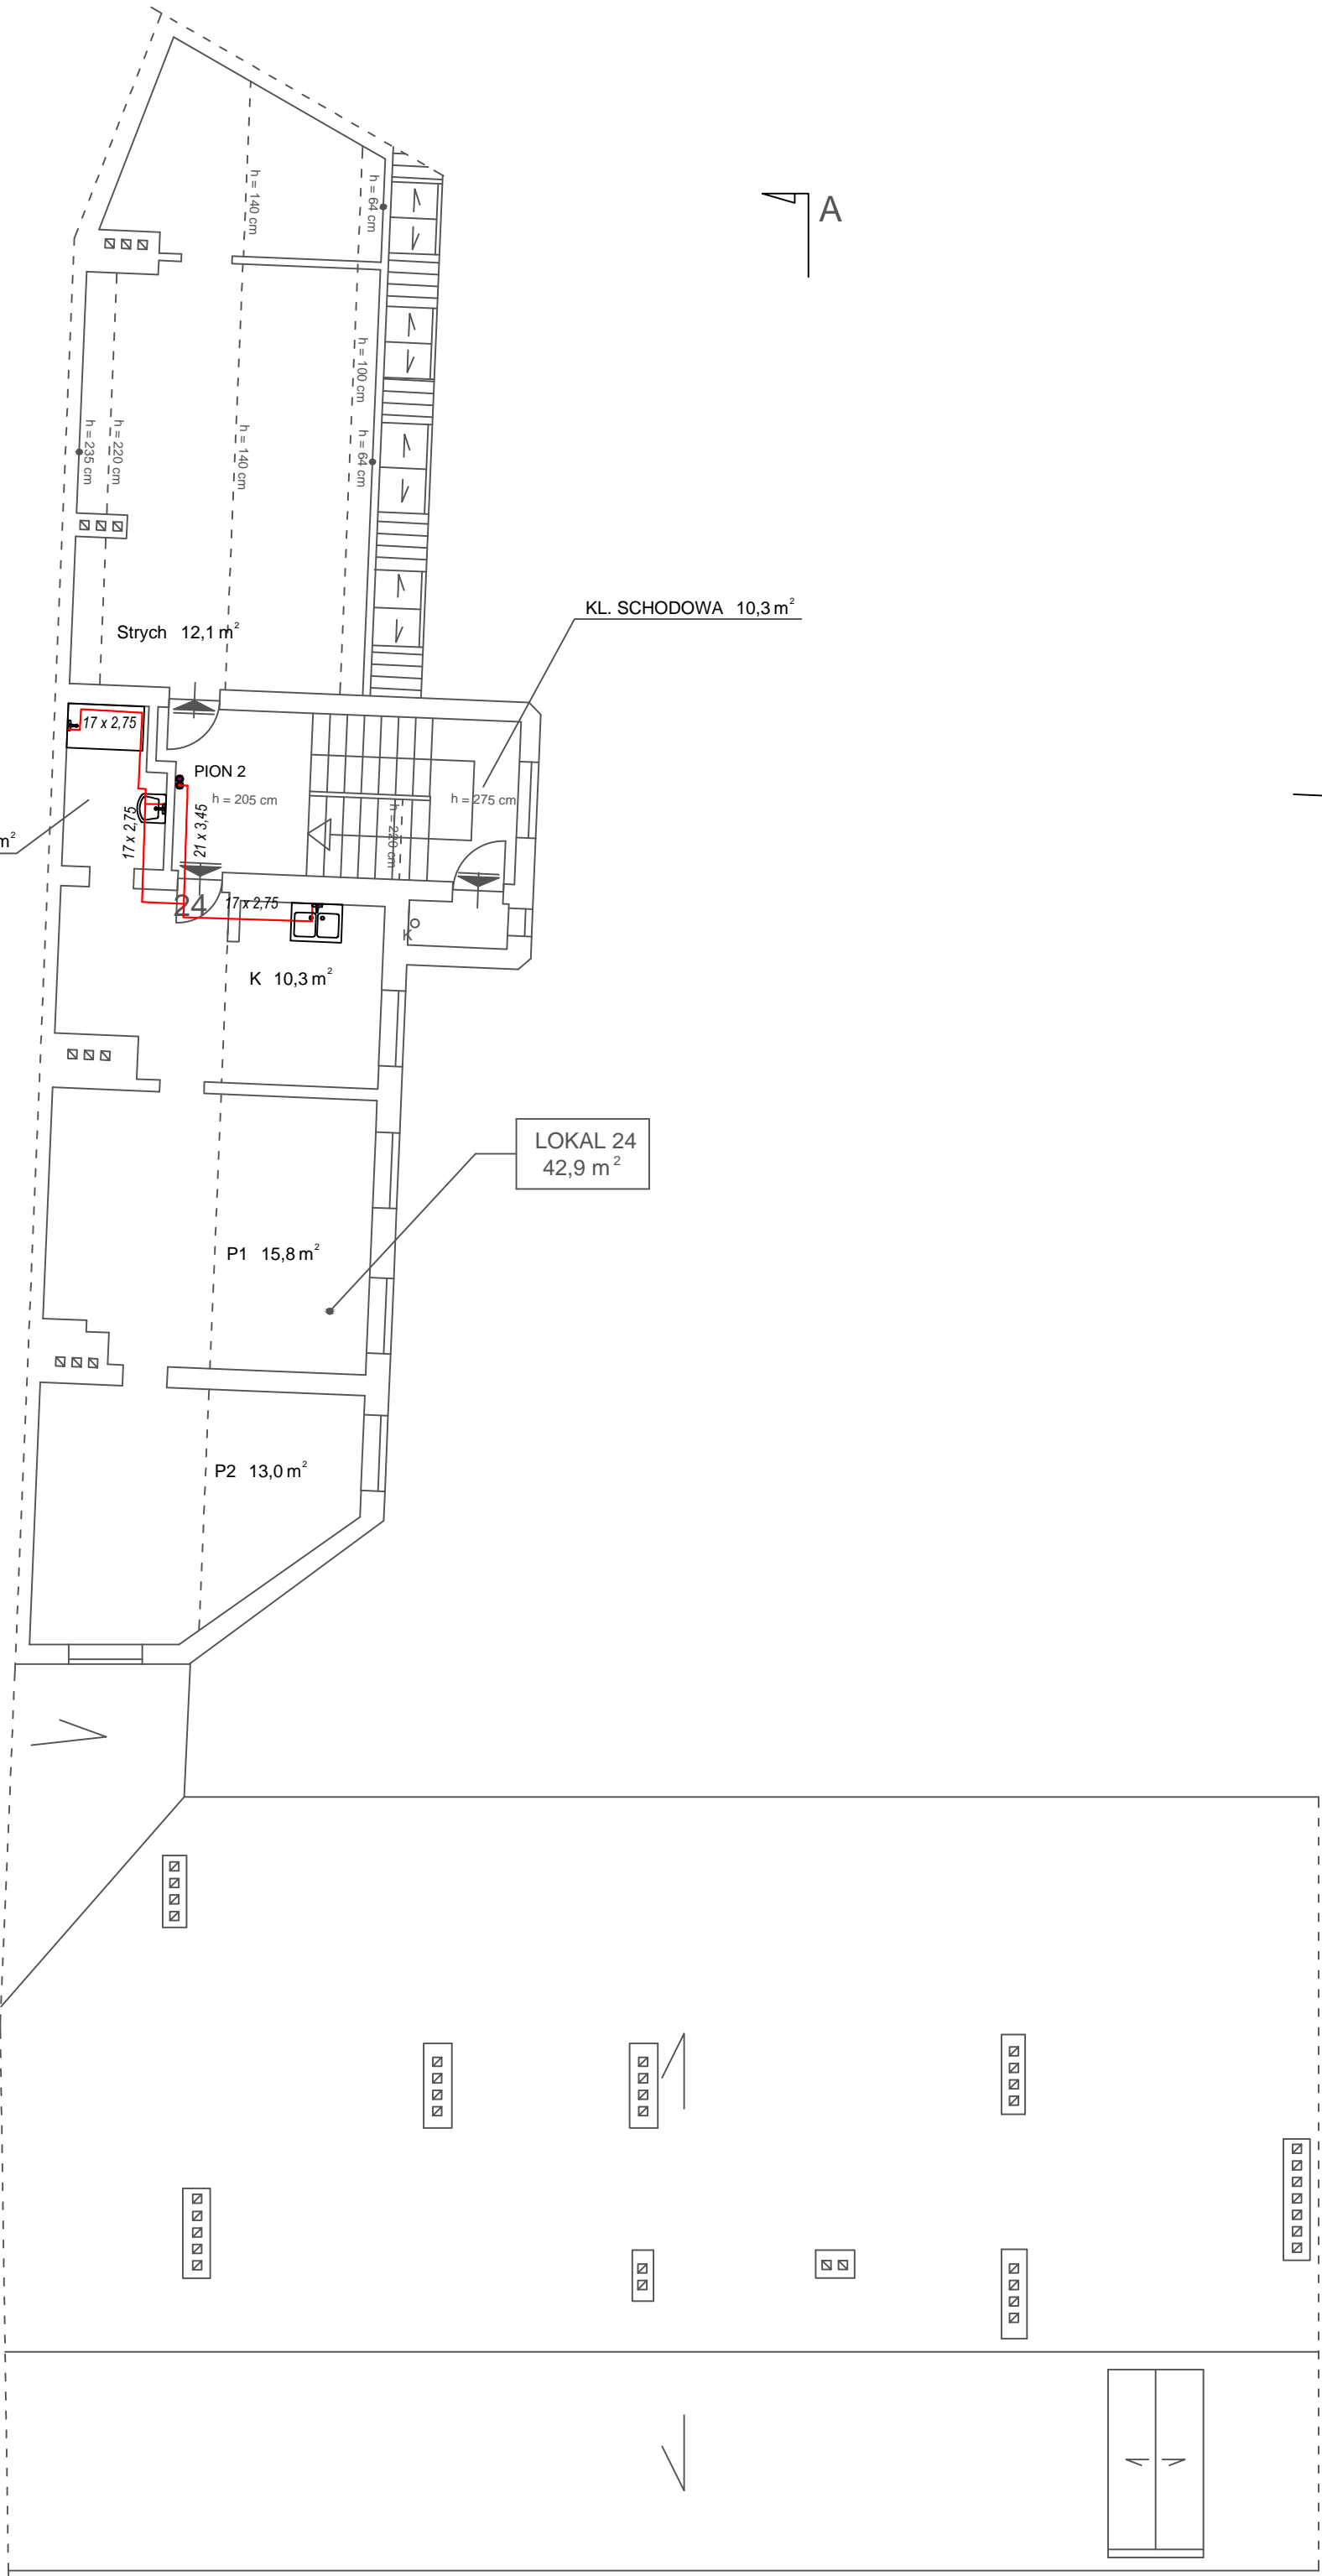 A
h = 140 cm
h = 64 cm
h = 100 cm
h = 235 cm
h = 220 cm
h = 140 cm
h = 64 cm
KL. SCHODOWA 10,3 m²
Strych 12,1 m²
17 x 2,75
PION 2
h = 205 cm
h = 275 cm
h = 220 cm
17 x 2,75
21 x 3,45
m²
24
17 x 2,75
K
K 10,3 m²
LOKAL 24
42,9 m²
P1 15,8 m²
P2 13,0 m²